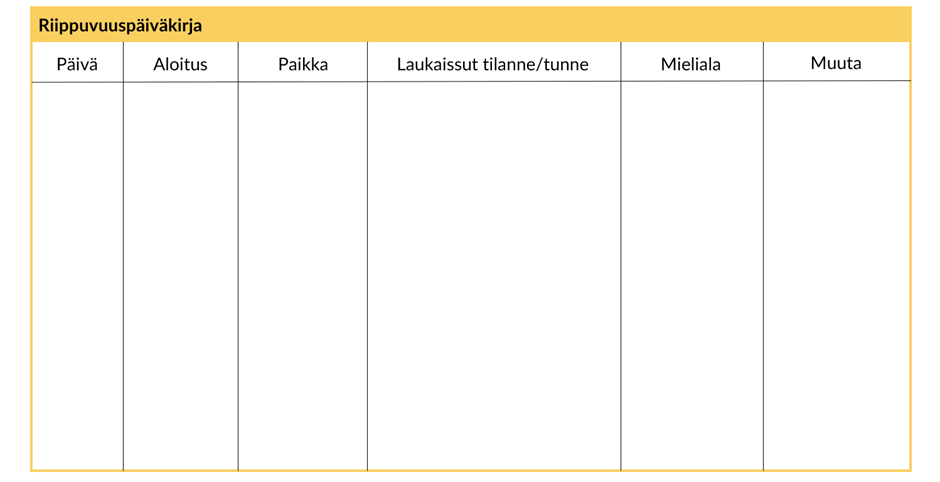 Riippuvuuspäiväkirja
Päivä Aloitus Paikka Laukaissut tilanne/tunne Mieliala Muuta